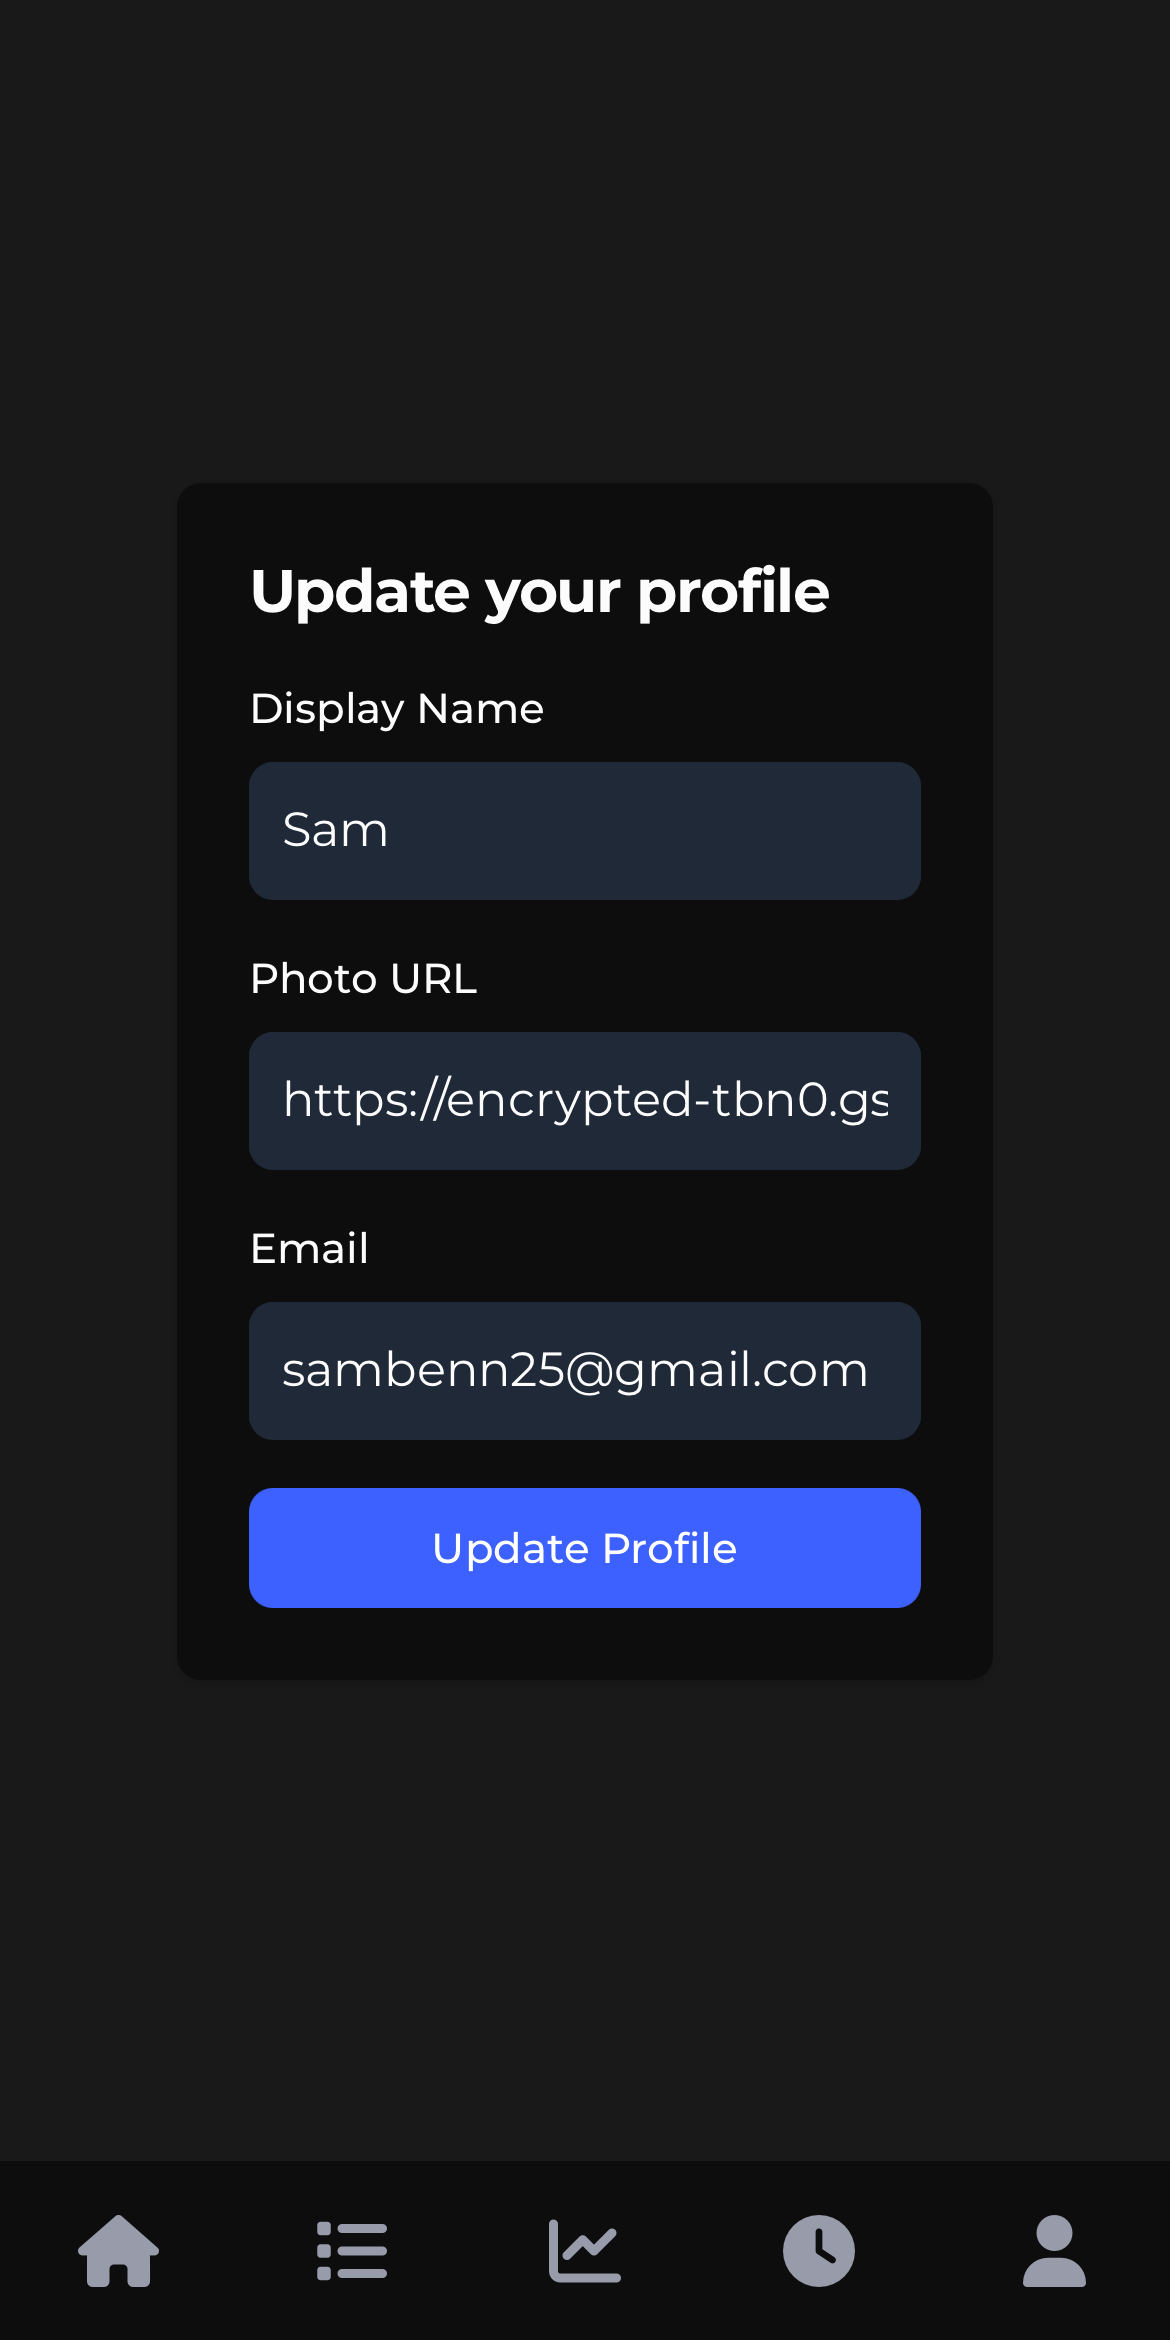 Update your profile
Display Name
Sam
Photo URL
https://encrypted-tbn0.gs
Email
sambenn25@gmail.com
Update Profile